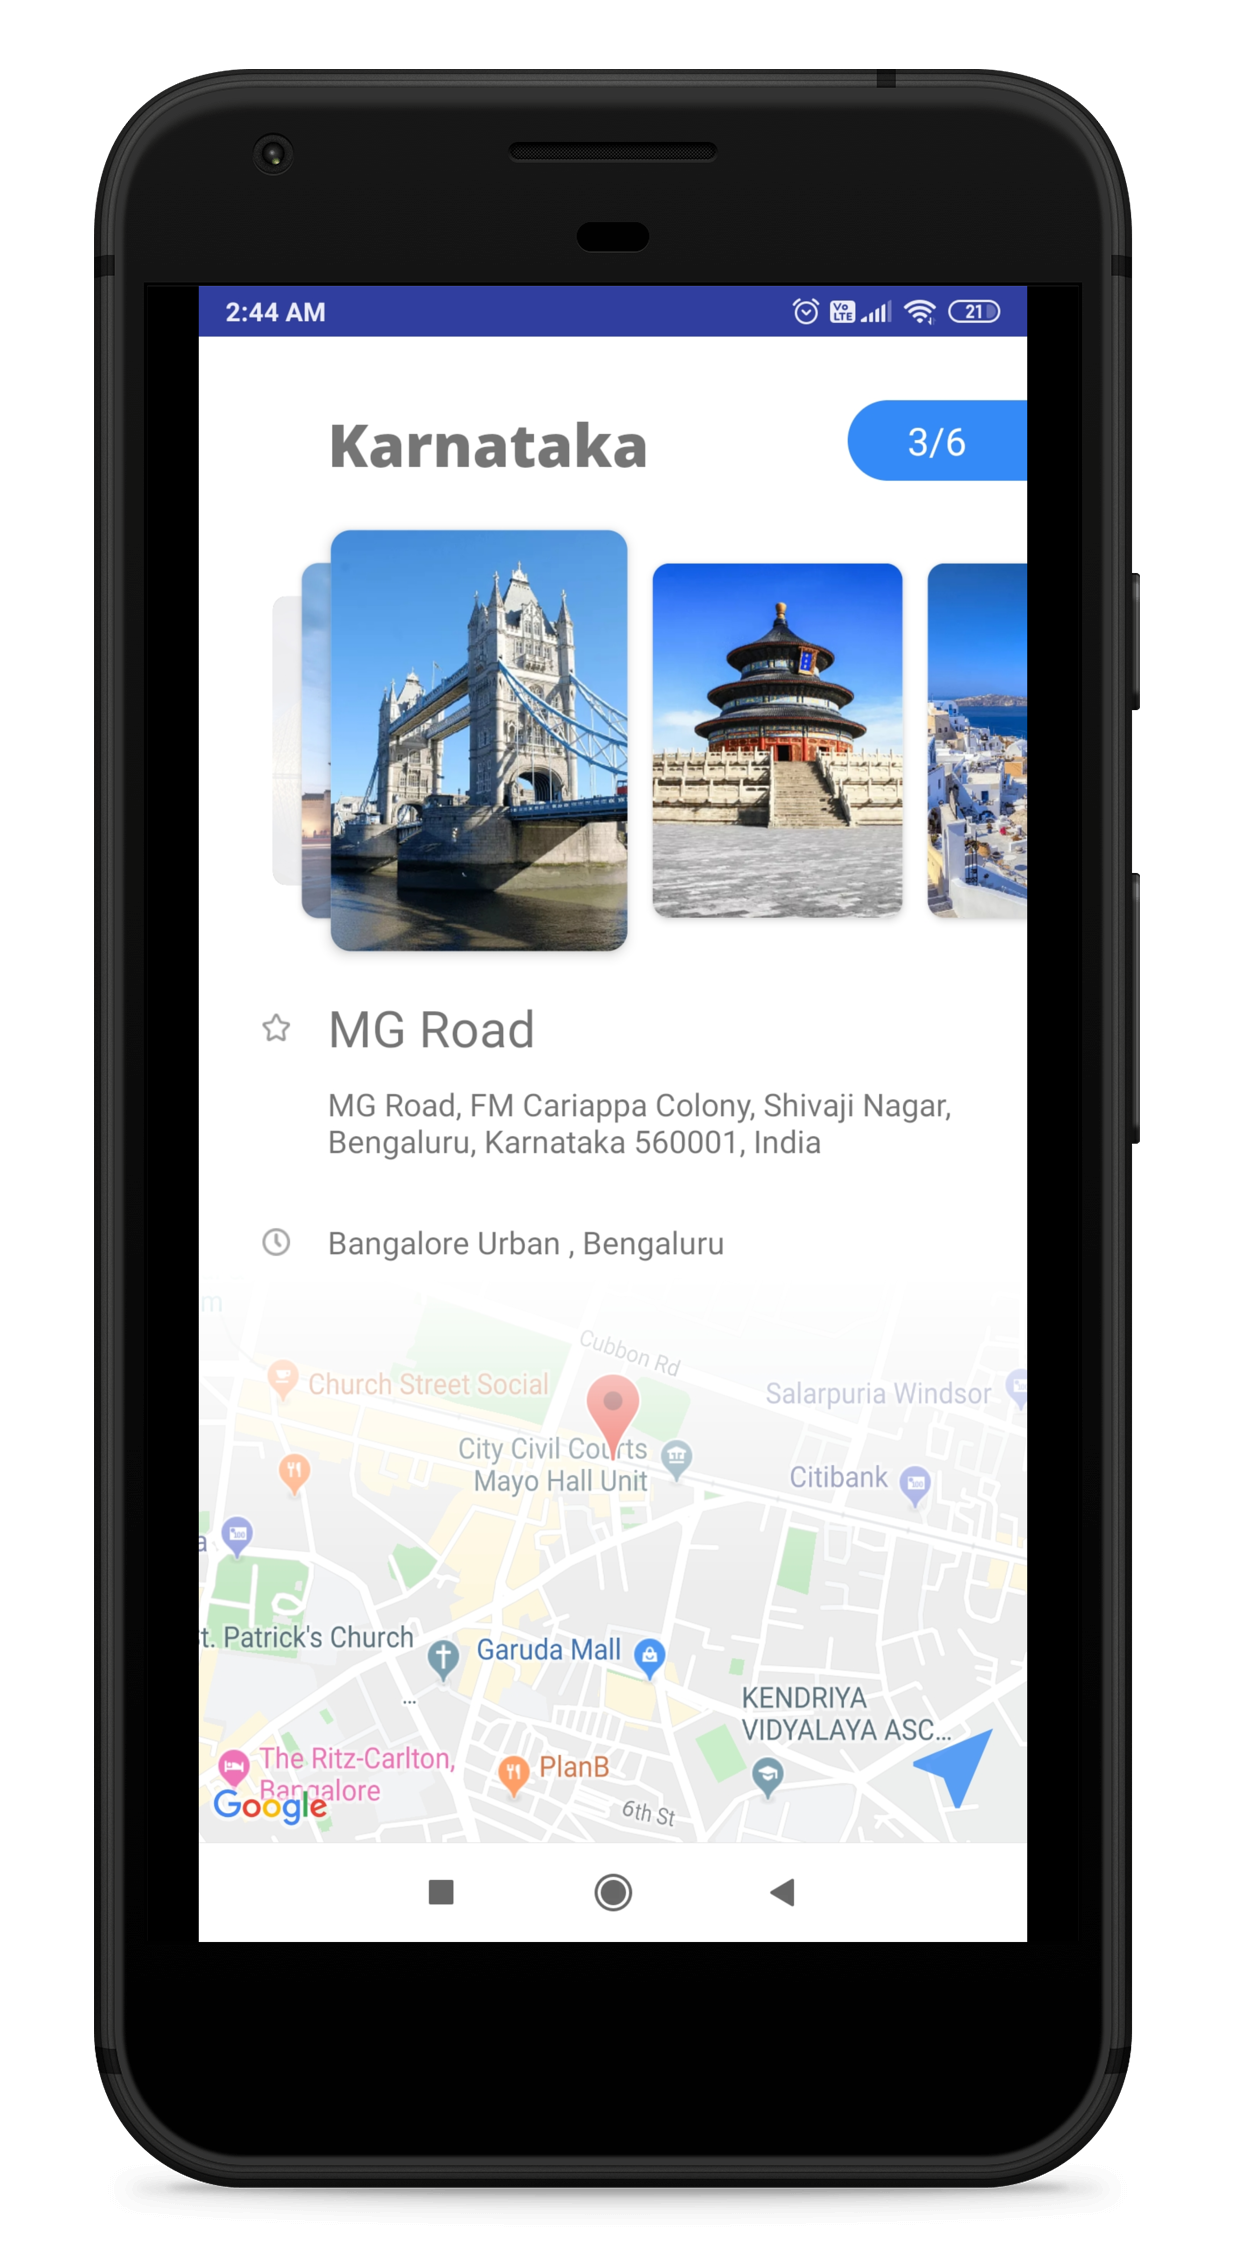 2:44 AM
Vo LTE
21
Karnataka
3/6
MG Road
MG Road, FM Cariappa Colony, Shivaji Nagar,
Bengaluru, Karnataka 560001, India
Bangalore Urban , Bengaluru
m
Cubbon Rd
Church Street Social
Salarpuria Windsor
City Civil Courts
Mayo Hall Unit
Citibank
a
t. Patrick's Church
...
Garuda Mall
KENDRIYA
VIDYALAYA ASC...
The Ritz-Carlton,
Bangalore
PlanB
6th St
Google